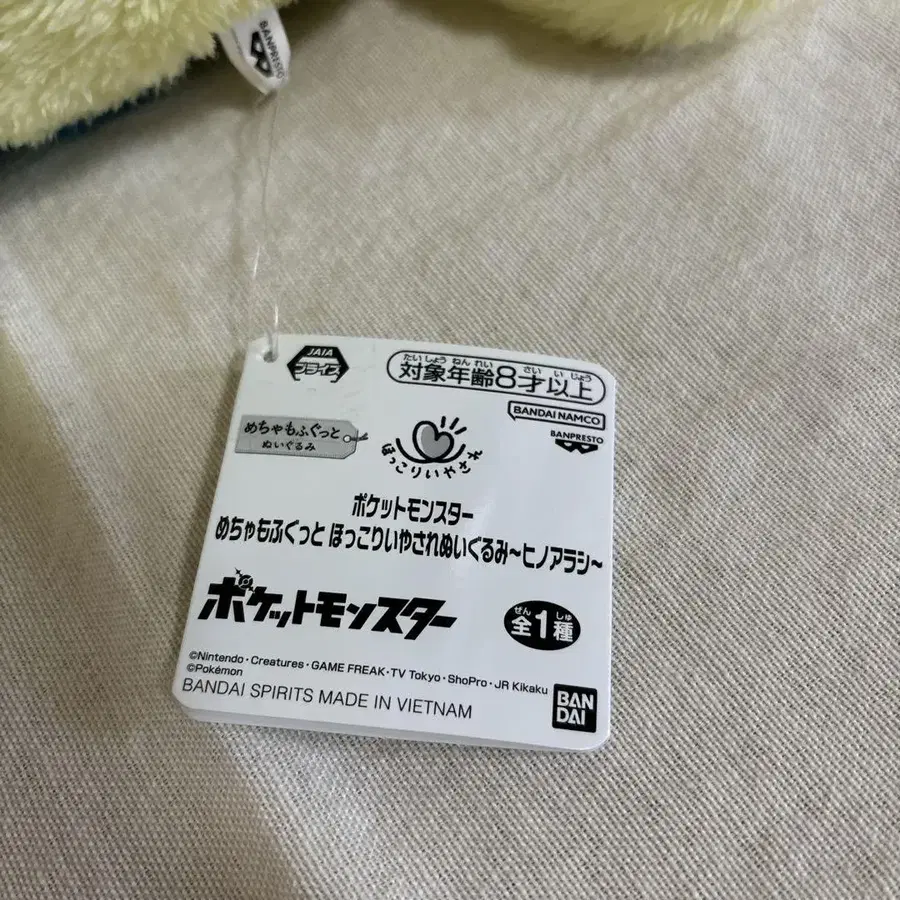 BANPRESTO
JAIA
プライズ
たいしょう ねん れい さい い じょう
対象年齢8才以上
BANDAI NAMCO
BANPRESTO
めちゃもふぐっと
ぬいぐるみ
ほっこりいやされ
ポケットモンスター
めちゃもふぐっと ほっこりいやされぬいぐるみ〜ヒノアラシ〜
ポケットモンスター
ぜん しゅ
全1種
©Nintendo・Creatures・GAME FREAK・TV Tokyo・ShoPro・JR Kikaku
©Pokémon
BANDAI SPIRITS MADE IN VIETNAM
BAN
DAI